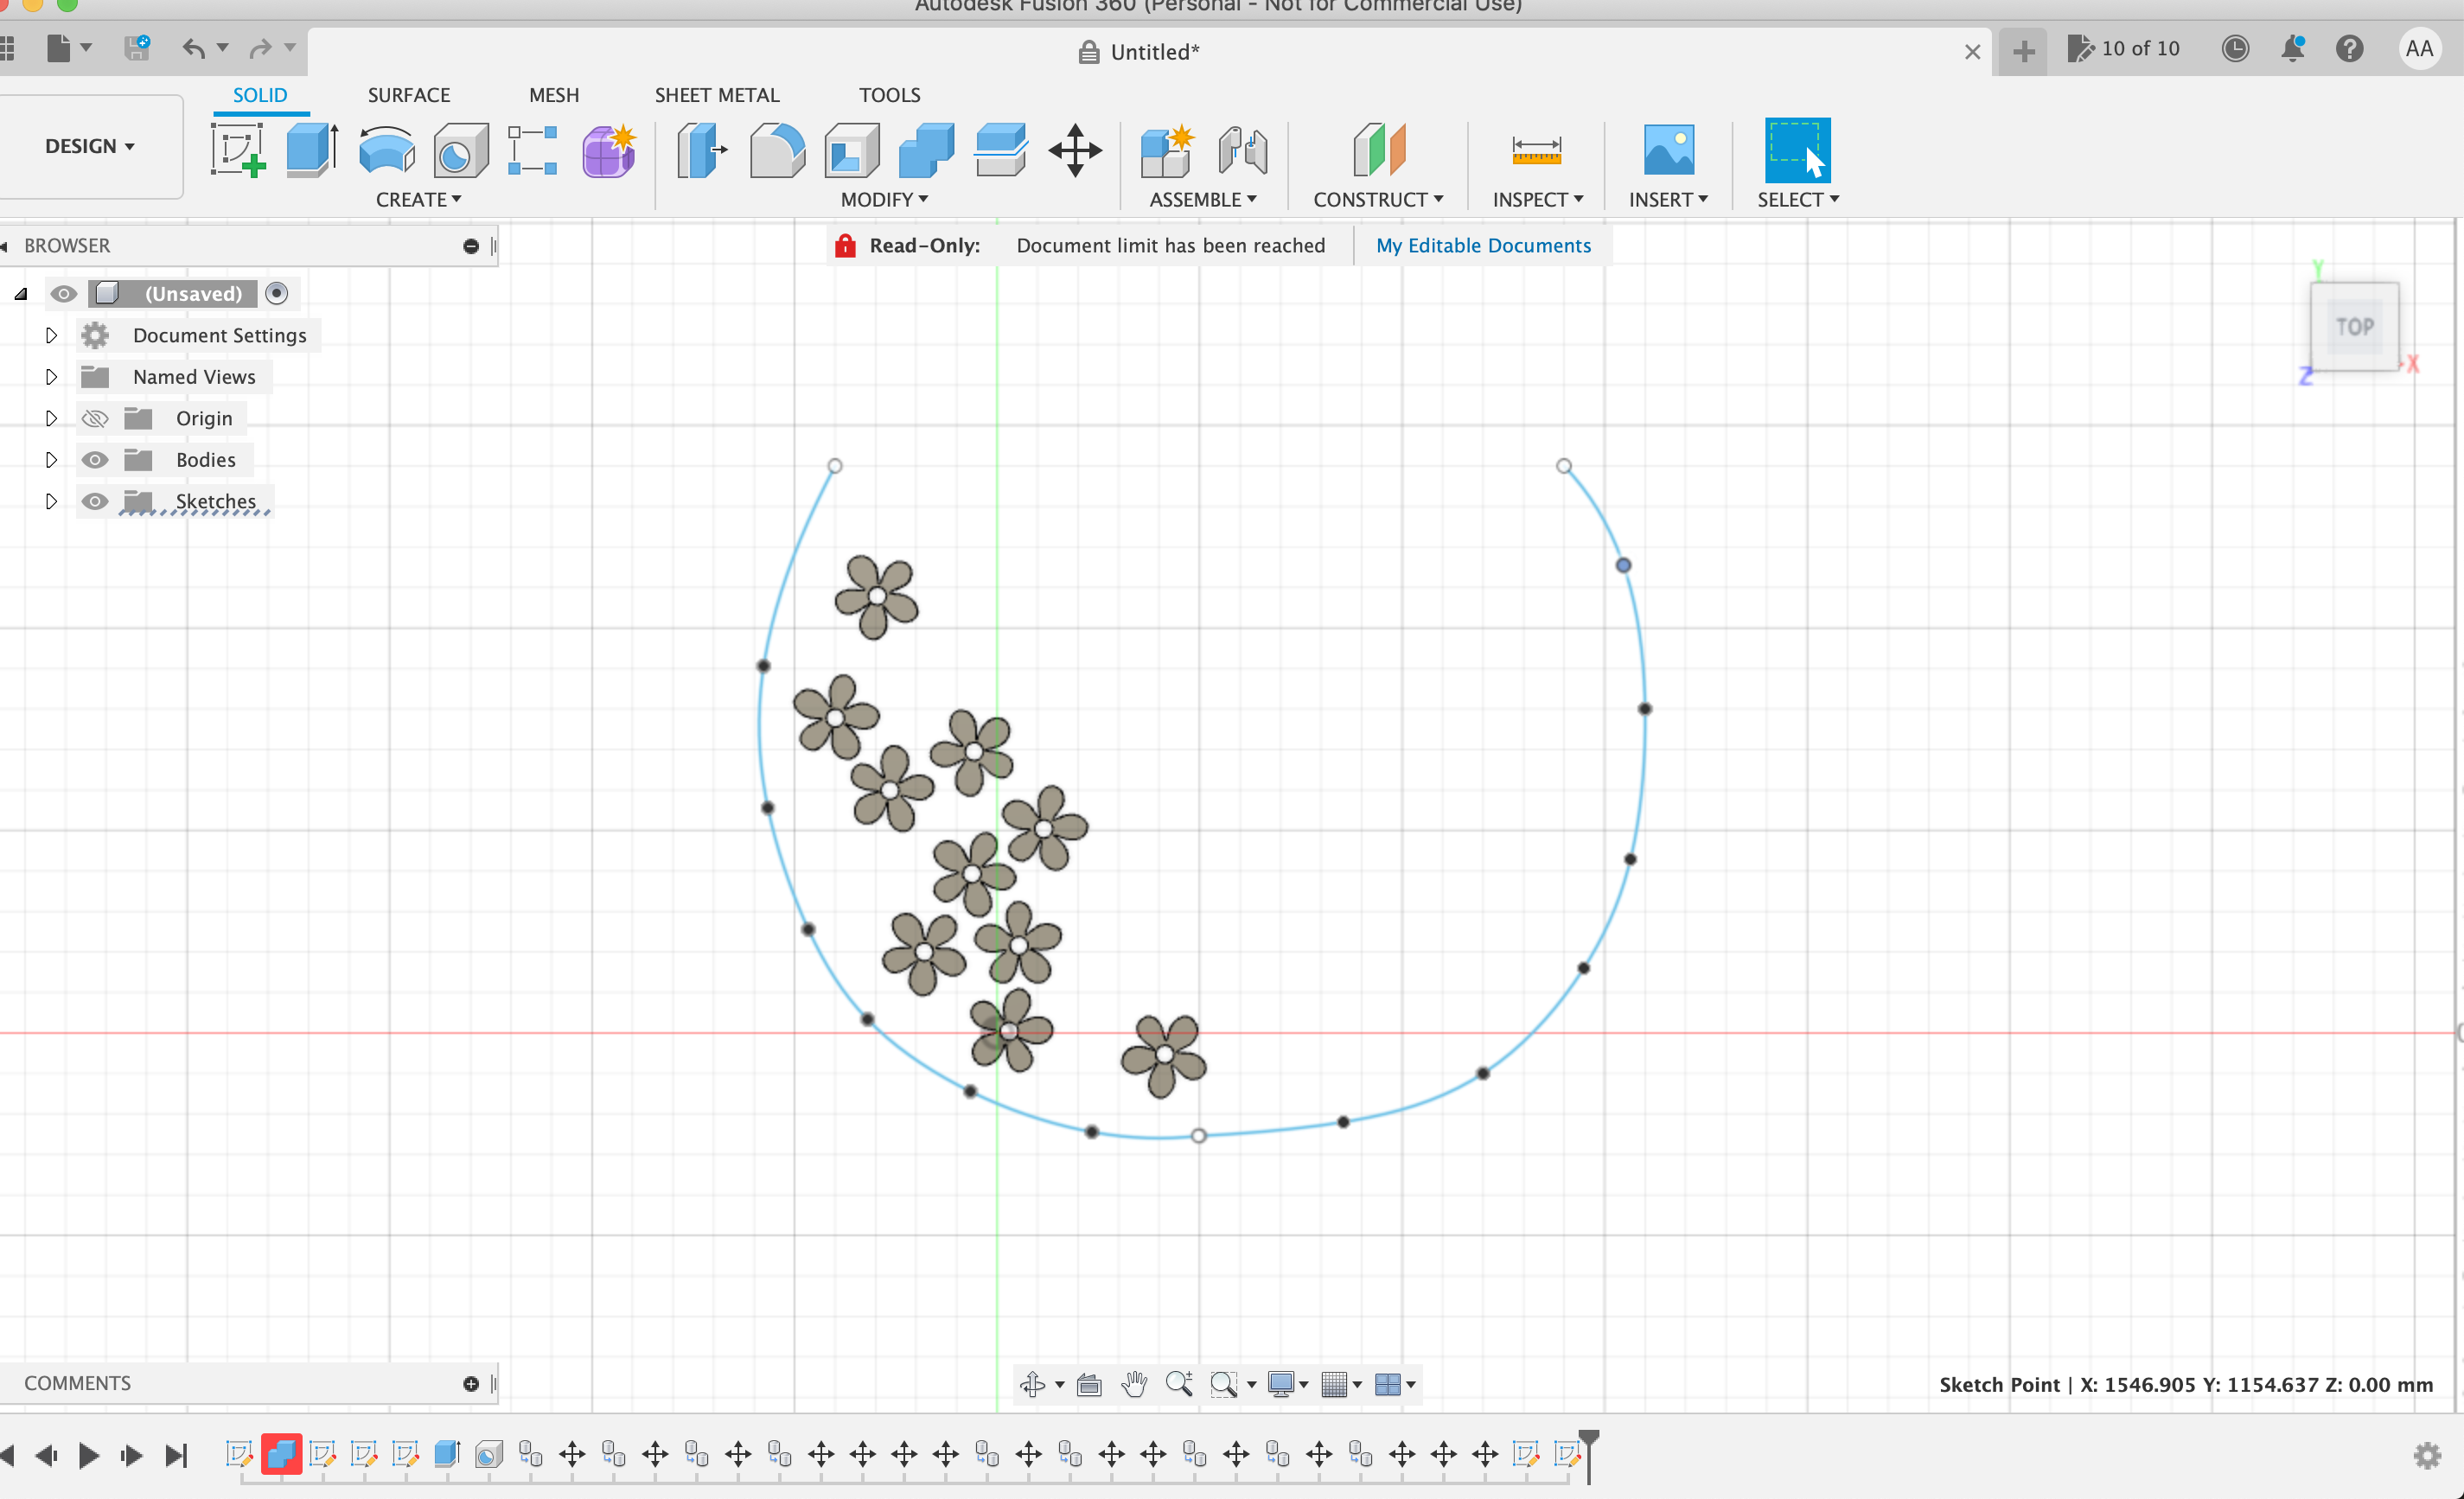 Autodesk Fusion 360 (Personal - Not for Commercial Use)
Untitled*
10 of 10
AA
DESIGN
SOLID SURFACE MESH SHEET METAL TOOLS
CREATE MODIFY ASSEMBLE CONSTRUCT INSPECT INSERT SELECT
BROWSER
Read-Only: Document limit has been reached My Editable Documents
(Unsaved)
Document Settings
Named Views
Origin
Bodies
Sketches
Y
TOP
X
Z
COMMENTS
Sketch Point | X: 1546.905 Y: 1154.637 Z: 0.00 mm